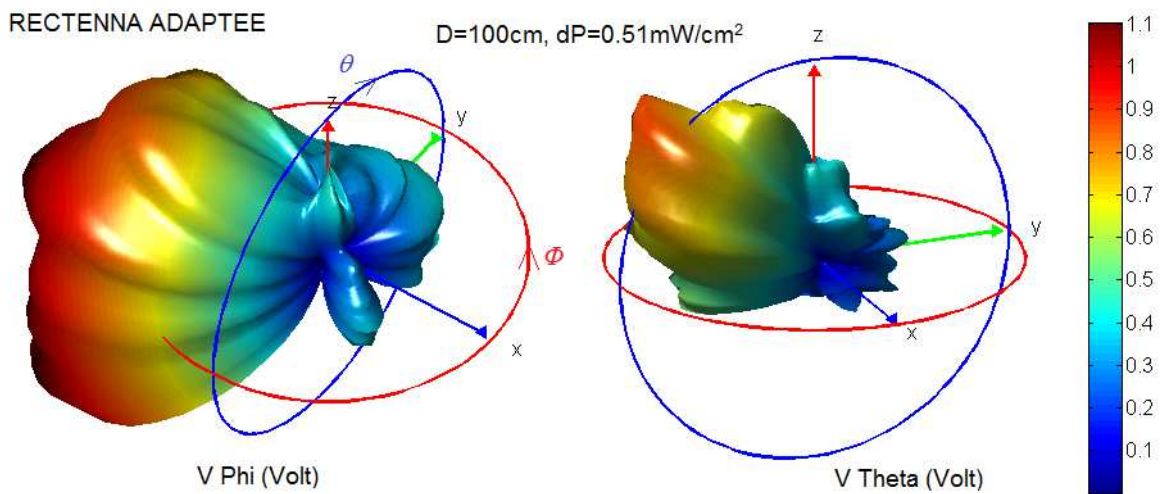 RECTENNA ADAPTEE
D=100cm, dP=0.51mW/cm²
θ
z
y
Φ
x
V Phi (Volt)
z
y
x
V Theta (Volt)
1.1
1
0.9
0.8
0.7
0.6
0.5
0.4
0.3
0.2
0.1